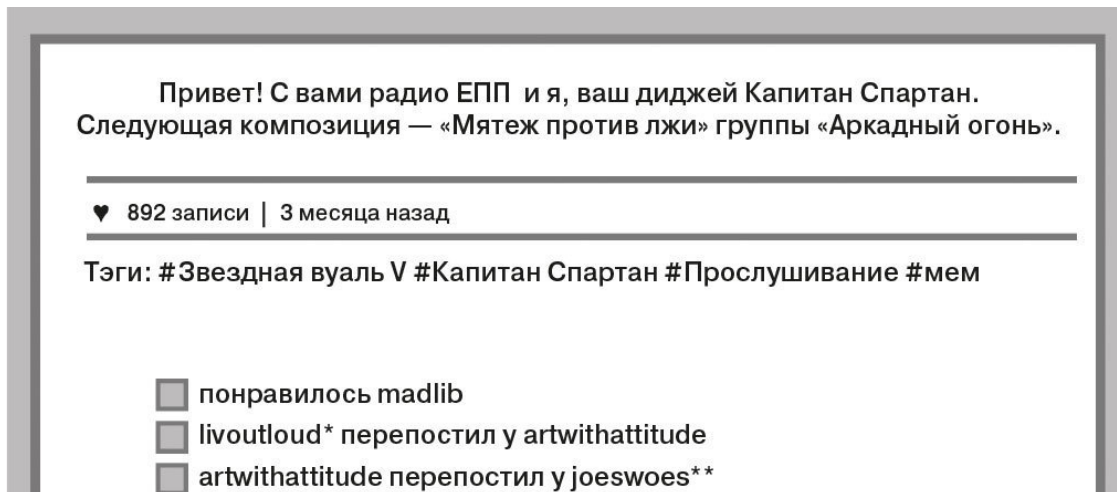 Привет! С вами радио ЕПП и я, ваш диджей Капитан Спартан.
Следующая композиция — «Мятеж против лжи» группы «Аркадный огонь».
♥ 892 записи | 3 месяца назад
Тэги: #Звездная вуаль V #Капитан Спартан #Прослушивание #мем
понравилось madlib
livoutloud* перепостил у artwithattitude
artwithattitude перепостил у joeswoes**